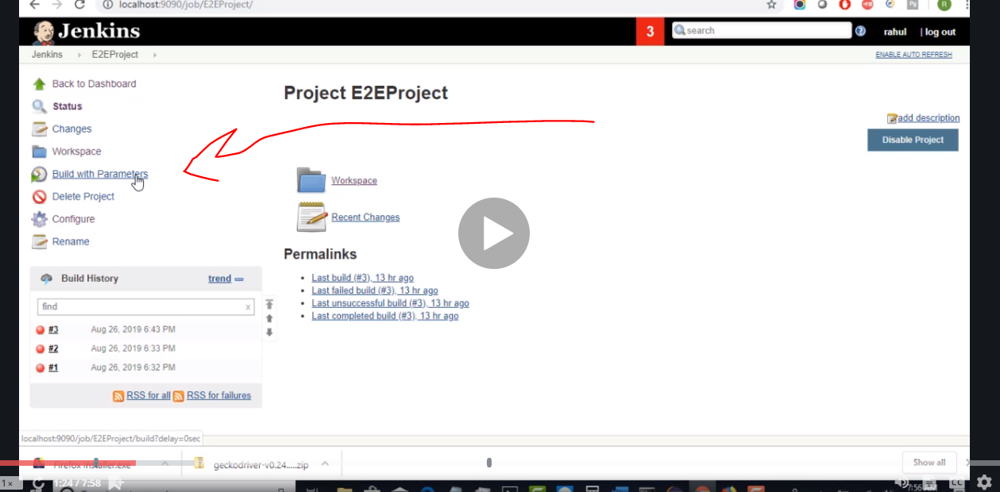 localhost:9090/job/E2EProject/
Jenkins
3
search
rahul | log out
Jenkins E2EProject
ENABLE AUTO REFRESH
Back to Dashboard
Status
Changes
Workspace
Build with Parameters
Delete Project
Configure
Rename
Project E2EProject
add description
Disable Project
Workspace
Recent Changes
Permalinks
Last build (#3), 13 hr ago
Last failed build (#3), 13 hr ago
Last unsuccessful build (#3), 13 hr ago
Last completed build (#3), 13 hr ago
Build History trend
find x
#3 Aug 26, 2019 6:43 PM
#2 Aug 26, 2019 6:33 PM
#1 Aug 26, 2019 6:32 PM
RSS for all RSS for failures
localhost:9090/job/E2EProject/build?delay=0sec
Firefox Installer.exe
geckodriver-v0.24.....zip
Show all
1x
1:24 / 7:58
CC